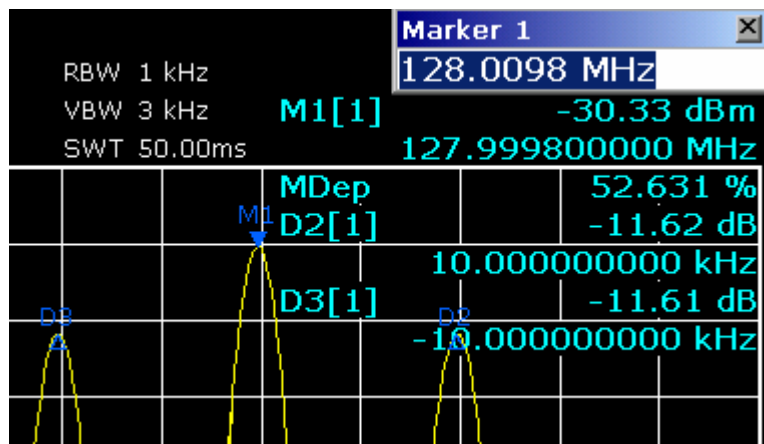 Marker 1
128.0098 MHz
RBW 1 kHz
VBW 3 kHz
SWT 50.00ms
M1[1] -30.33 dBm
127.999800000 MHz
MDep 52.631 %
M1
D2[1] -11.62 dB
10.000000000 kHz
D3[1] -11.61 dB
D3
D2
-10.000000000 kHz